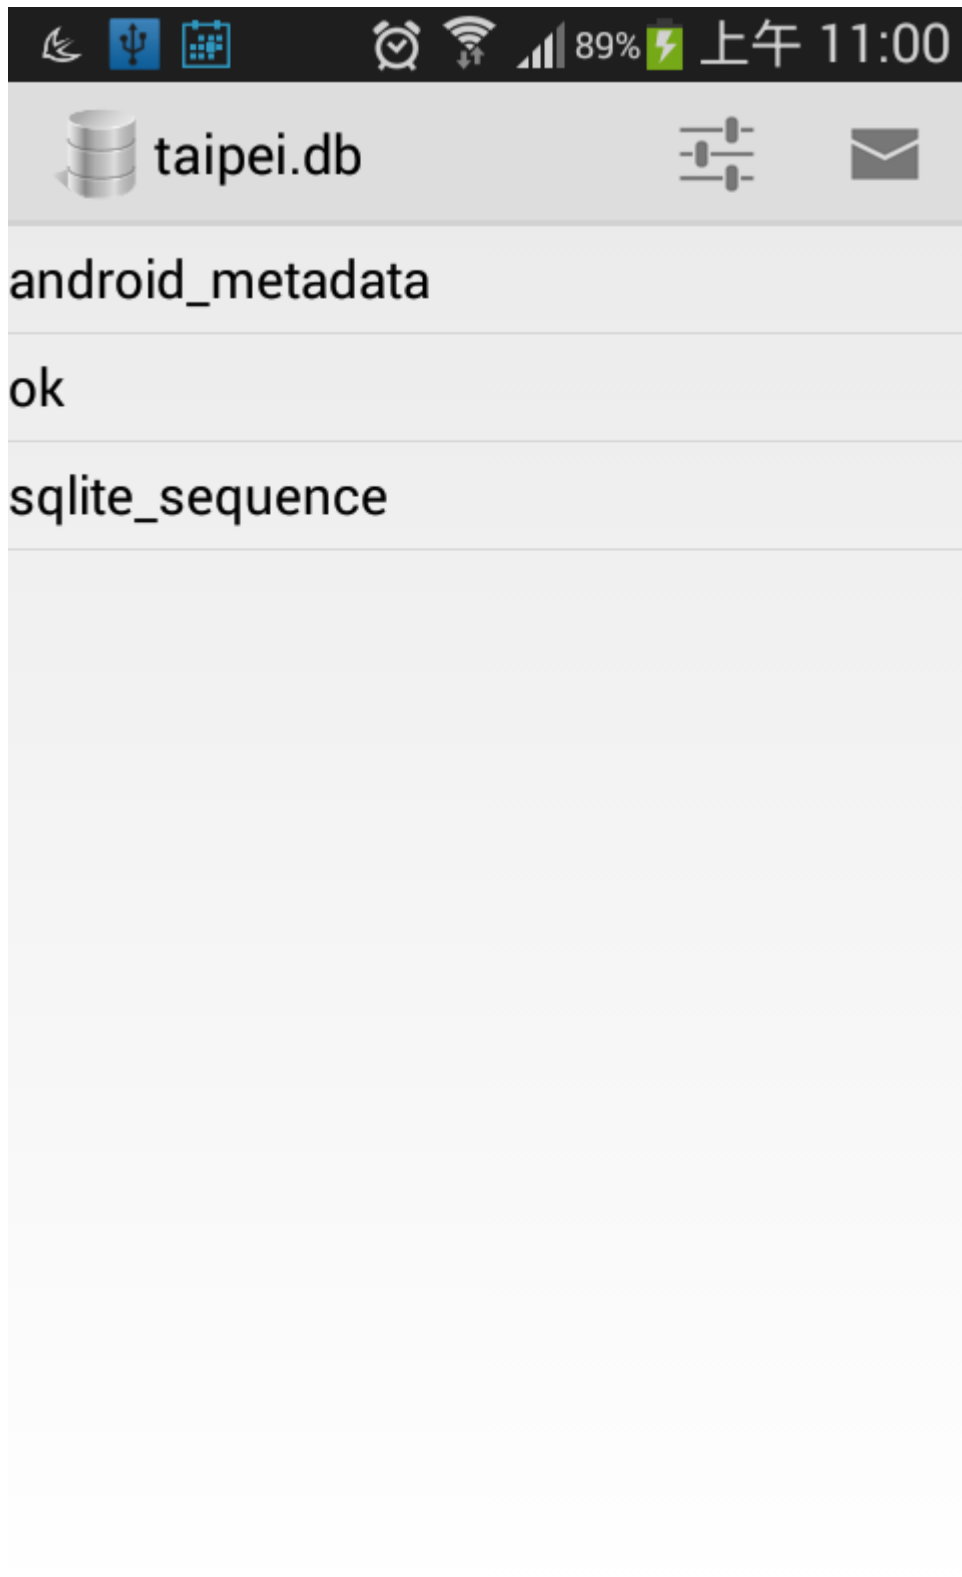 89% 上午 11:00
taipei.db
android_metadata
ok
sqlite_sequence